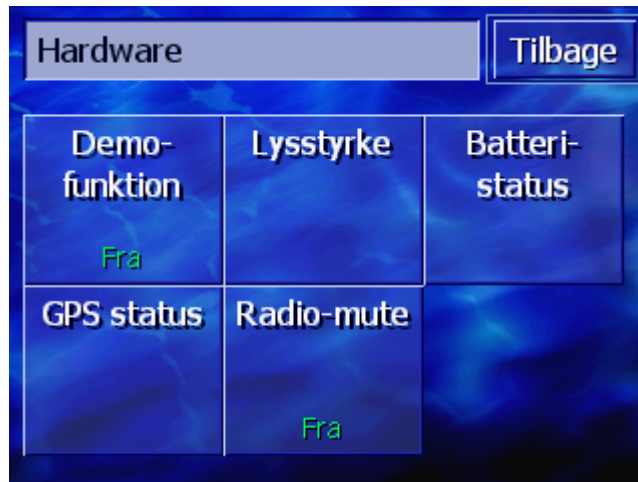 Hardware
Tilbage
Demo-
funktion
Fra
Lysstyrke
Batteri-
status
GPS status
Radio-mute
Fra